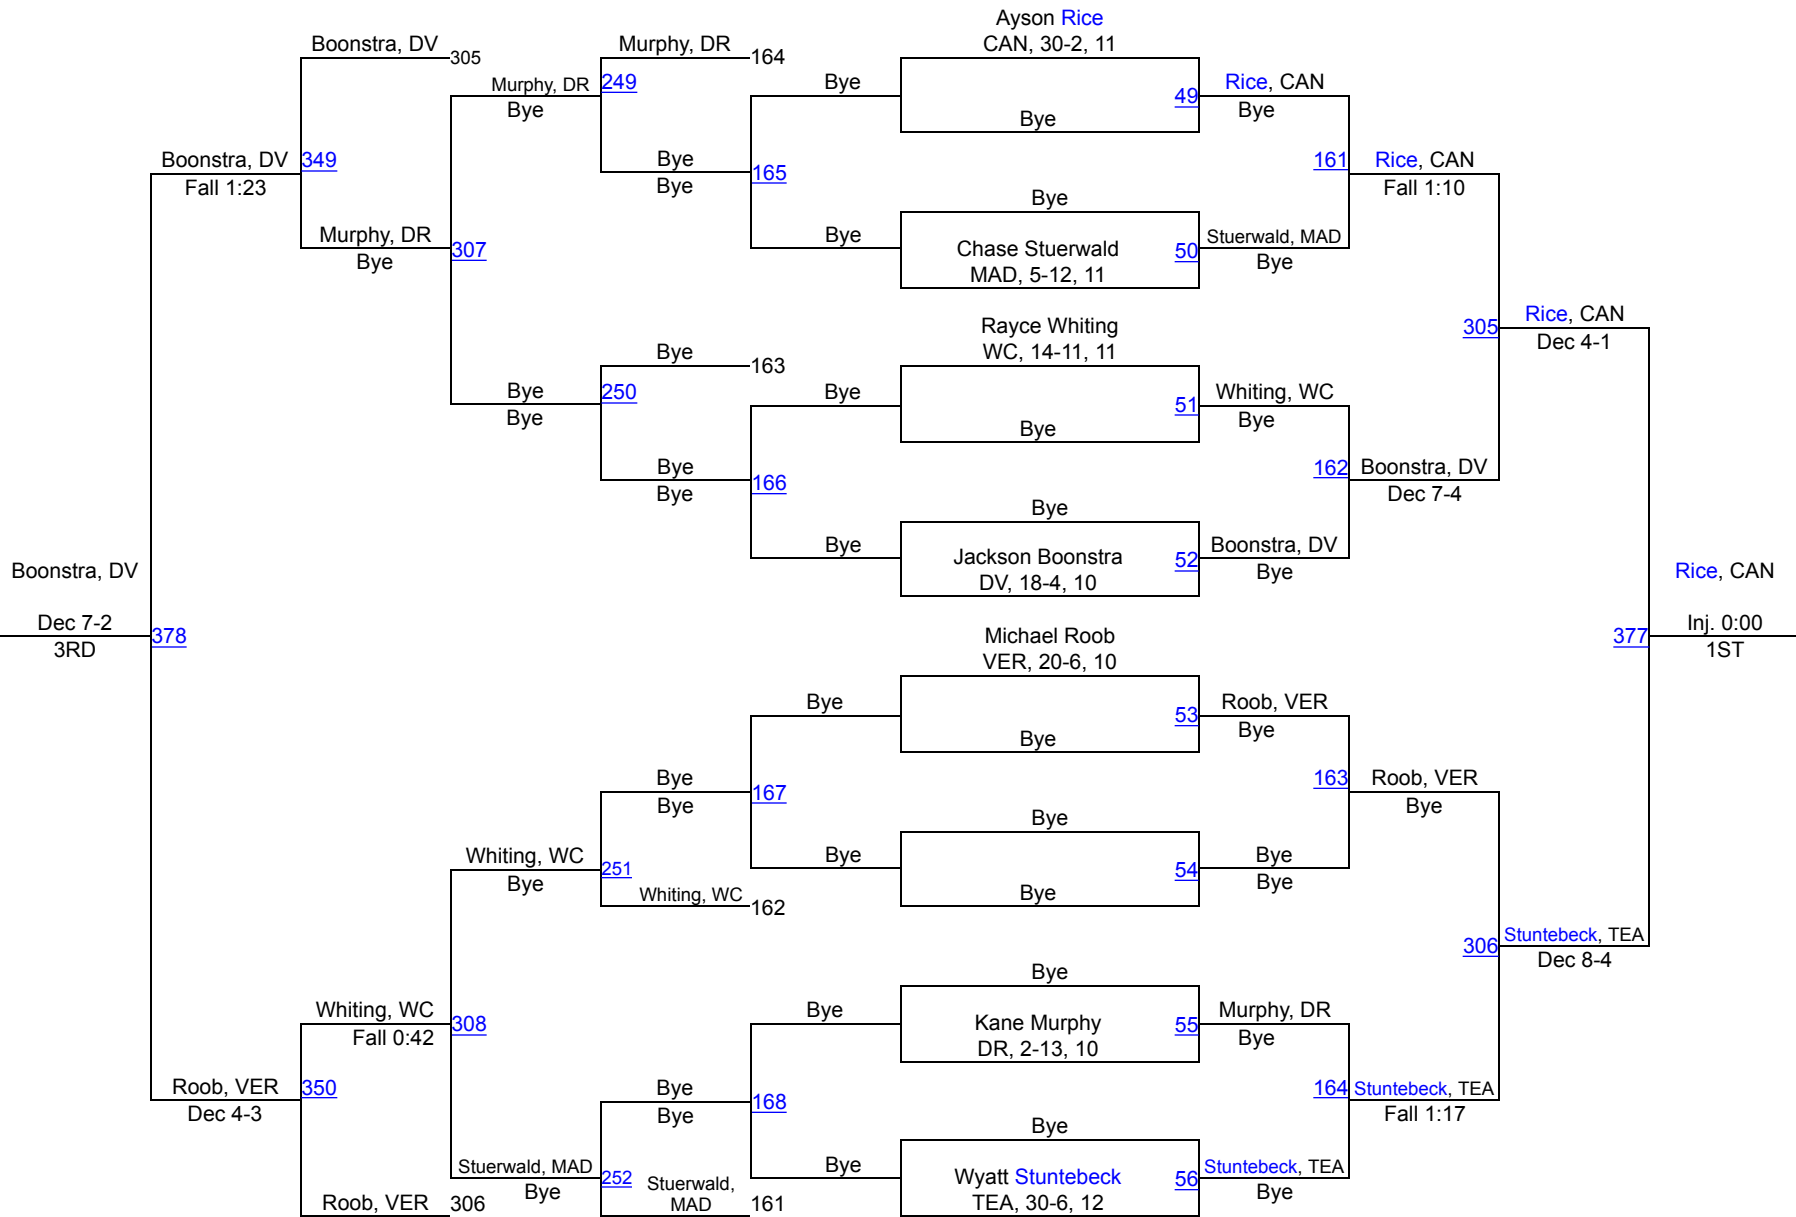 Ayson Rice
CAN, 30-2, 11
Boonstra, DV
305
Murphy, DR
164
Murphy, DR
Bye
249
Bye
49
Rice, CAN
Bye
Bye
Boonstra, DV
Fall 1:23
349
Bye
Bye
165
161
Rice, CAN
Fall 1:10
Murphy, DR
Bye
307
Bye
Bye
Chase Stuerwald
MAD, 5-12, 11
50
Stuerwald, MAD
Bye
Rayce Whiting
WC, 14-11, 11
305
Rice, CAN
Dec 4-1
Bye
163
Bye
Bye
250
Bye
51
Whiting, WC
Bye
Bye
Bye
Bye
166
162
Boonstra, DV
Dec 7-4
Bye
Bye
Jackson Boonstra
DV, 18-4, 10
52
Boonstra, DV
Bye
Boonstra, DV
Dec 7-2
3RD
378
Rice, CAN
Inj. 0:00
1ST
377
Michael Roob
VER, 20-6, 10
Bye
53
Roob, VER
Bye
Bye
Bye
Bye
167
163
Roob, VER
Bye
Bye
Whiting, WC
Bye
251
Bye
54
Bye
Bye
Bye
Whiting, WC
162
306
Stuntebeck, TEA
Dec 8-4
Bye
Whiting, WC
Fall 0:42
308
Bye
Kane Murphy
DR, 2-13, 10
55
Murphy, DR
Bye
Roob, VER
Dec 4-3
350
Bye
Bye
168
164
Stuntebeck, TEA
Fall 1:17
Bye
Stuerwald, MAD
Bye
252
Bye
Wyatt Stuntebeck
TEA, 30-6, 12
56
Stuntebeck, TEA
Bye
Roob, VER
306
Stuerwald,
MAD
161